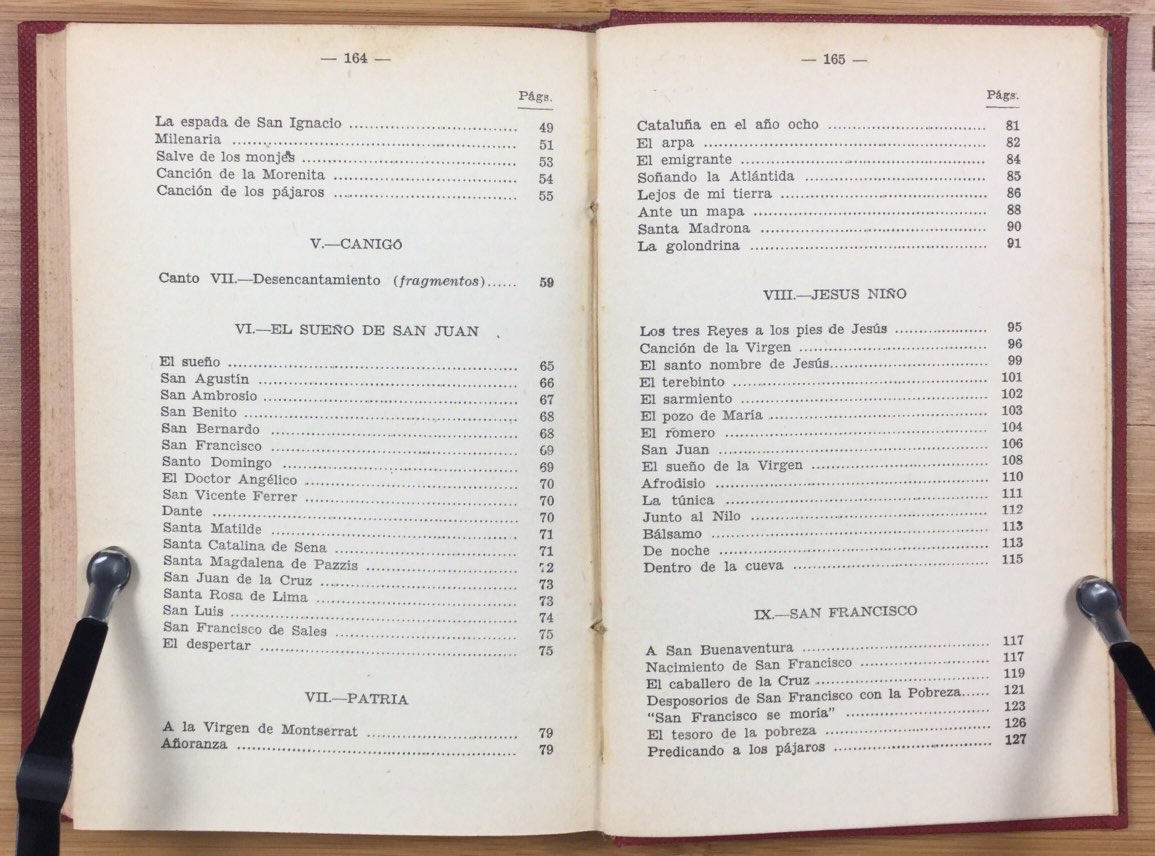 — 164 —
Págs.
La espada de San Ignacio ........ 49
Milenaria ........ 51
Salve de los monjes ........ 53
Canción de la Morenita ........ 54
Canción de los pájaros ........ 55
V.—CANIGÓ
Canto VII.—Desencantamiento (fragmentos)...... 59
VI.—EL SUEÑO DE SAN JUAN
El sueño ........ 65
San Agustín ........ 66
San Ambrosio ........ 67
San Benito ........ 68
San Bernardo ........ 68
San Francisco ........ 69
Santo Domingo ........ 69
El Doctor Angélico ........ 70
San Vicente Ferrer ........ 70
Dante ........ 70
Santa Matilde ........ 71
Santa Catalina de Sena ........ 71
Santa Magdalena de Pazzis ........ 72
San Juan de la Cruz ........ 73
Santa Rosa de Lima ........ 73
San Luis ........ 74
San Francisco de Sales ........ 75
El despertar ........ 75
VII.—PATRIA
A la Virgen de Montserrat ........ 79
Añoranza ........ 79
— 165 —
Págs.
Cataluña en el año ocho ........ 81
El arpa ........ 82
El emigrante ........ 84
Soñando la Atlántida ........ 85
Lejos de mi tierra ........ 86
Ante un mapa ........ 88
Santa Madrona ........ 90
La golondrina ........ 91
VIII.—JESUS NIÑO
Los tres Reyes a los pies de Jesús ........ 95
Canción de la Virgen ........ 96
El santo nombre de Jesús........ 99
El terebinto ........ 101
El sarmiento ........ 102
El pozo de María ........ 103
El romero ........ 104
San Juan ........ 106
El sueño de la Virgen ........ 108
Afrodisio ........ 110
La túnica ........ 111
Junto al Nilo ........ 112
Bálsamo ........ 113
De noche ........ 113
Dentro de la cueva ........ 115
IX.—SAN FRANCISCO
A San Buenaventura ........ 117
Nacimiento de San Francisco ........ 117
El caballero de la Cruz ........ 119
Desposorios de San Francisco con la Pobreza...... 121
"San Francisco se moría" ........ 123
El tesoro de la pobreza ........ 126
Predicando a los pájaros ........ 127